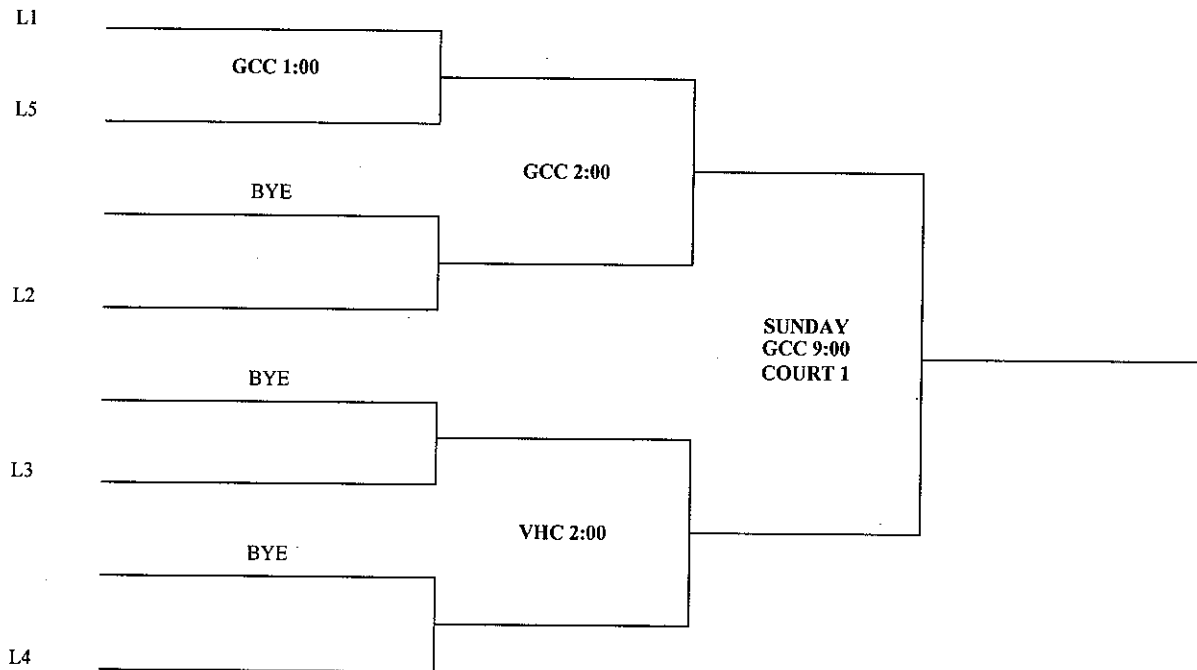 L1
GCC 1:00
L5
GCC 2:00
BYE
L2
SUNDAY
GCC 9:00
COURT 1
BYE
L3
VHC 2:00
BYE
L4